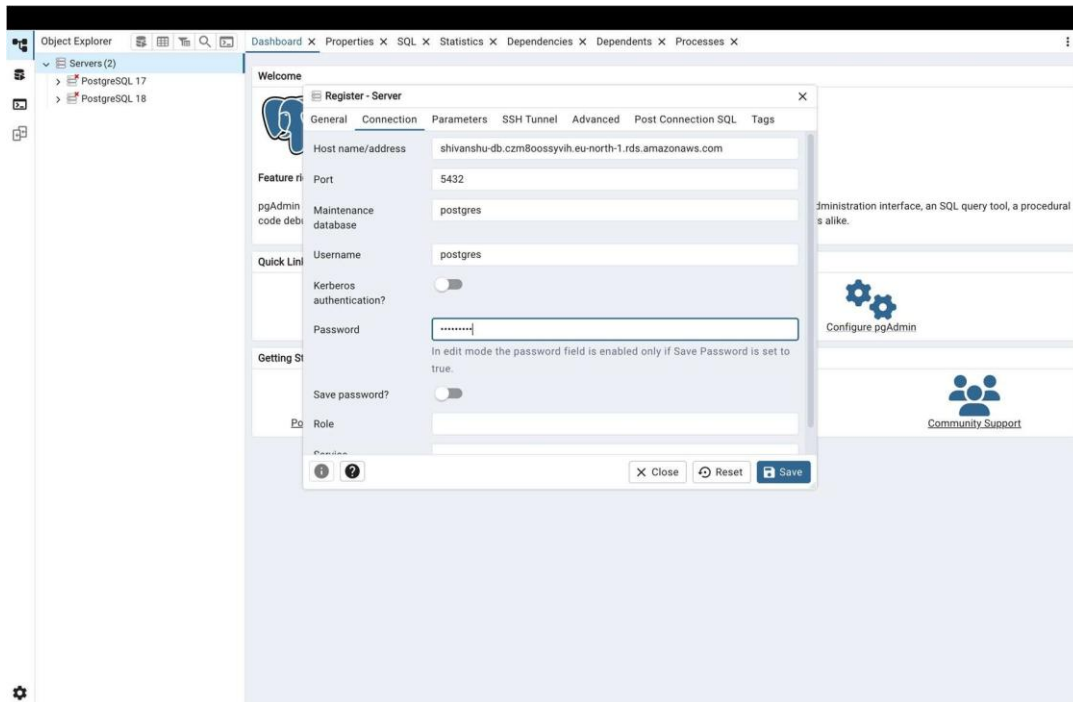 Object Explorer
Dashboard Properties SQL Statistics Dependencies Dependents Processes
Servers (2)
PostgreSQL 17
PostgreSQL 18
Welcome
Register - Server
General Connection Parameters SSH Tunnel Advanced Post Connection SQL Tags
Host name/address shivanshu-db.czm8oossyvih.eu-north-1.rds.amazonaws.com
Feature ri
Port 5432
pgAdmin
code debu
Maintenance database postgres
dministration interface, an SQL query tool, a procedural
s alike.
Username postgres
Quick Lin
Kerberos
authentication?
Password •••••••••
Configure pgAdmin
In edit mode the password field is enabled only if Save Password is set to
true.
Getting St
Save password?
Po
Role
Community Support
Service
Close Reset Save